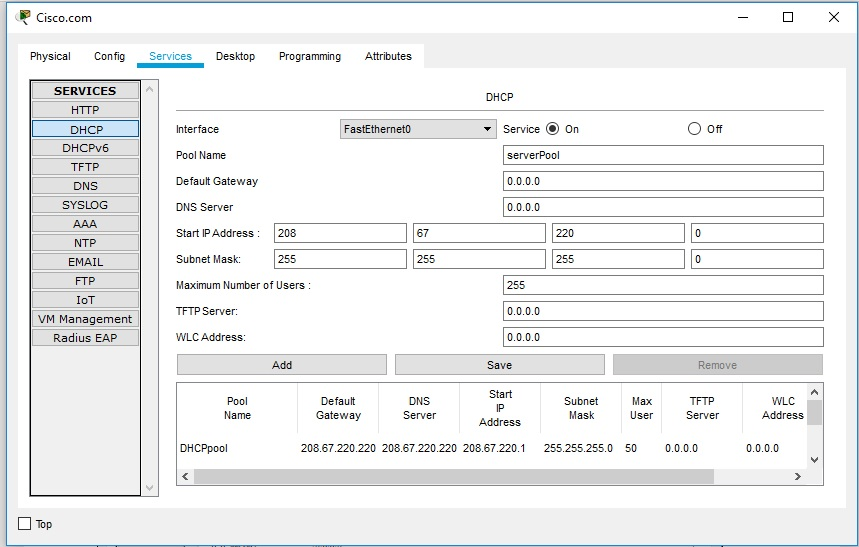 Cisco.com
Physical Config Services Desktop Programming Attributes
SERVICES
HTTP
DHCP
DHCPv6
TFTP
DNS
SYSLOG
AAA
NTP
EMAIL
FTP
IoT
VM Management
Radius EAP
DHCP
Interface FastEthernet0 Service On Off
Pool Name serverPool
Default Gateway 0.0.0.0
DNS Server 0.0.0.0
Start IP Address : 208 67 220 0
Subnet Mask: 255 255 255 0
Maximum Number of Users : 255
TFTP Server: 0.0.0.0
WLC Address: 0.0.0.0
Add Save Remove
Pool Name Default Gateway DNS Server Start IP Address Subnet Mask Max User TFTP Server WLC Address
DHCPpool 208.67.220.220 208.67.220.220 208.67.220.1 255.255.255.0 50 0.0.0.0 0.0.0.0
Top